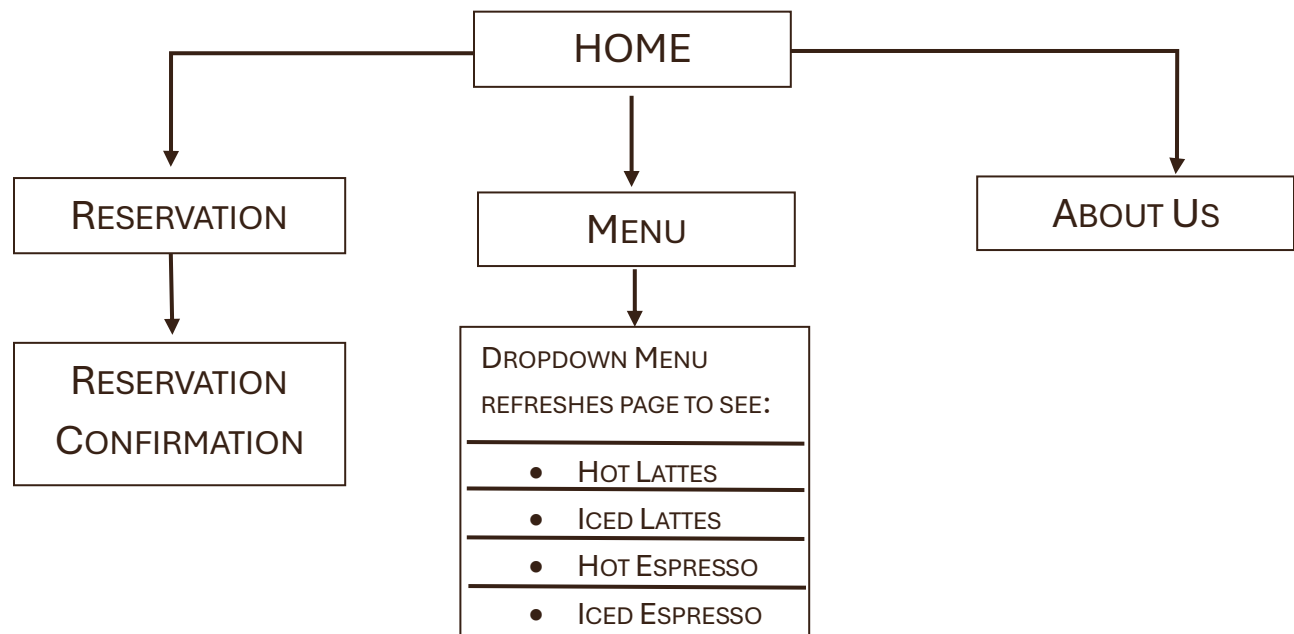 HOME
RESERVATION
MENU
ABOUT US
RESERVATION
CONFIRMATION
DROPDOWN MENU
REFRESHES PAGE TO SEE:
• HOT LATTES
• ICED LATTES
• HOT ESPRESSO
• ICED ESPRESSO